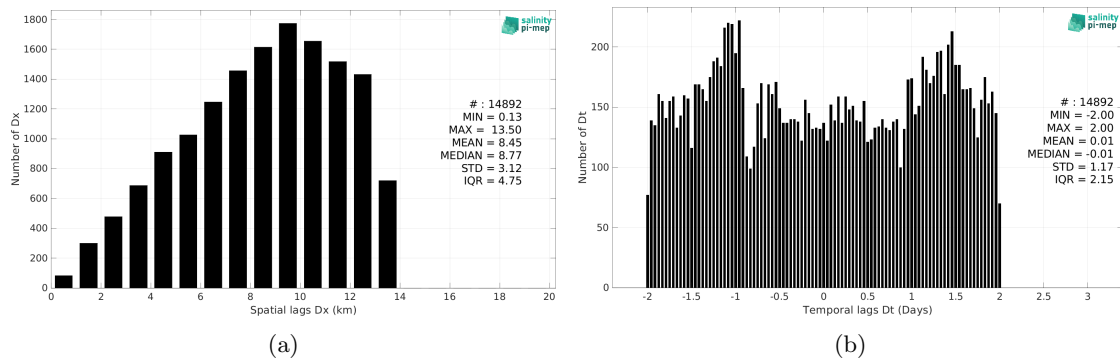 1800
1600
1400
1200
1000
800
600
400
200
0
Number of Dx
0 2 4 6 8 10 12 14 16 18 20
Spatial lags Dx (km)
salinity
pi-mep
# : 14892
MIN = 0.13
MAX = 13.50
MEAN = 8.45
MEDIAN = 8.77
STD = 3.12
IQR = 4.75
(a)
200
150
100
50
0
Number of Dt
-2 -1.5 -1 -0.5 0 0.5 1 1.5 2 2.5 3
Temporal lags Dt (Days)
salinity
pi-mep
# : 14892
MIN = -2.00
MAX = 2.00
MEAN = 0.01
MEDIAN = -0.01
STD = 1.17
IQR = 2.15
(b)